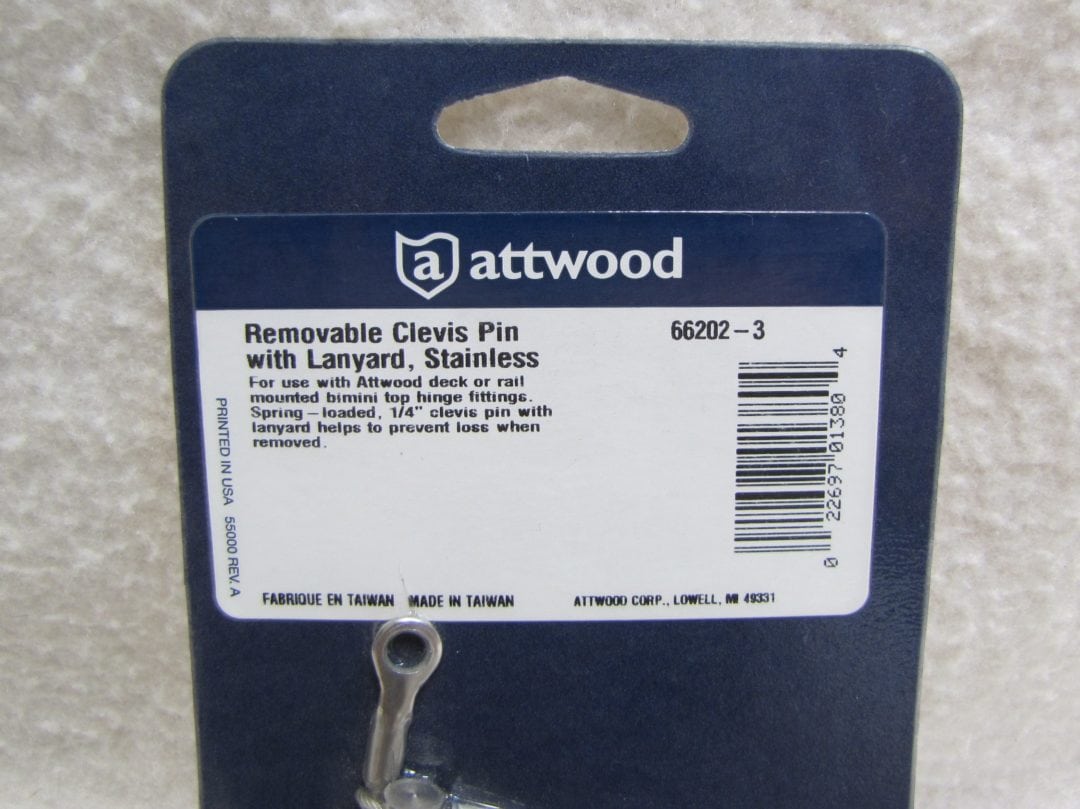 a attwood
Removable Clevis Pin
with Lanyard, Stainless
66202-3
For use with Attwood deck or rail
mounted bimini top hinge fittings.
Spring-loaded, 1/4" clevis pin with
lanyard helps to prevent loss when
removed.
0 22697 01380 4
PRINTED IN USA 55000 REV. A
FABRIQUE EN TAIWAN MADE IN TAIWAN
ATTWOOD CORP., LOWELL, MI 49331